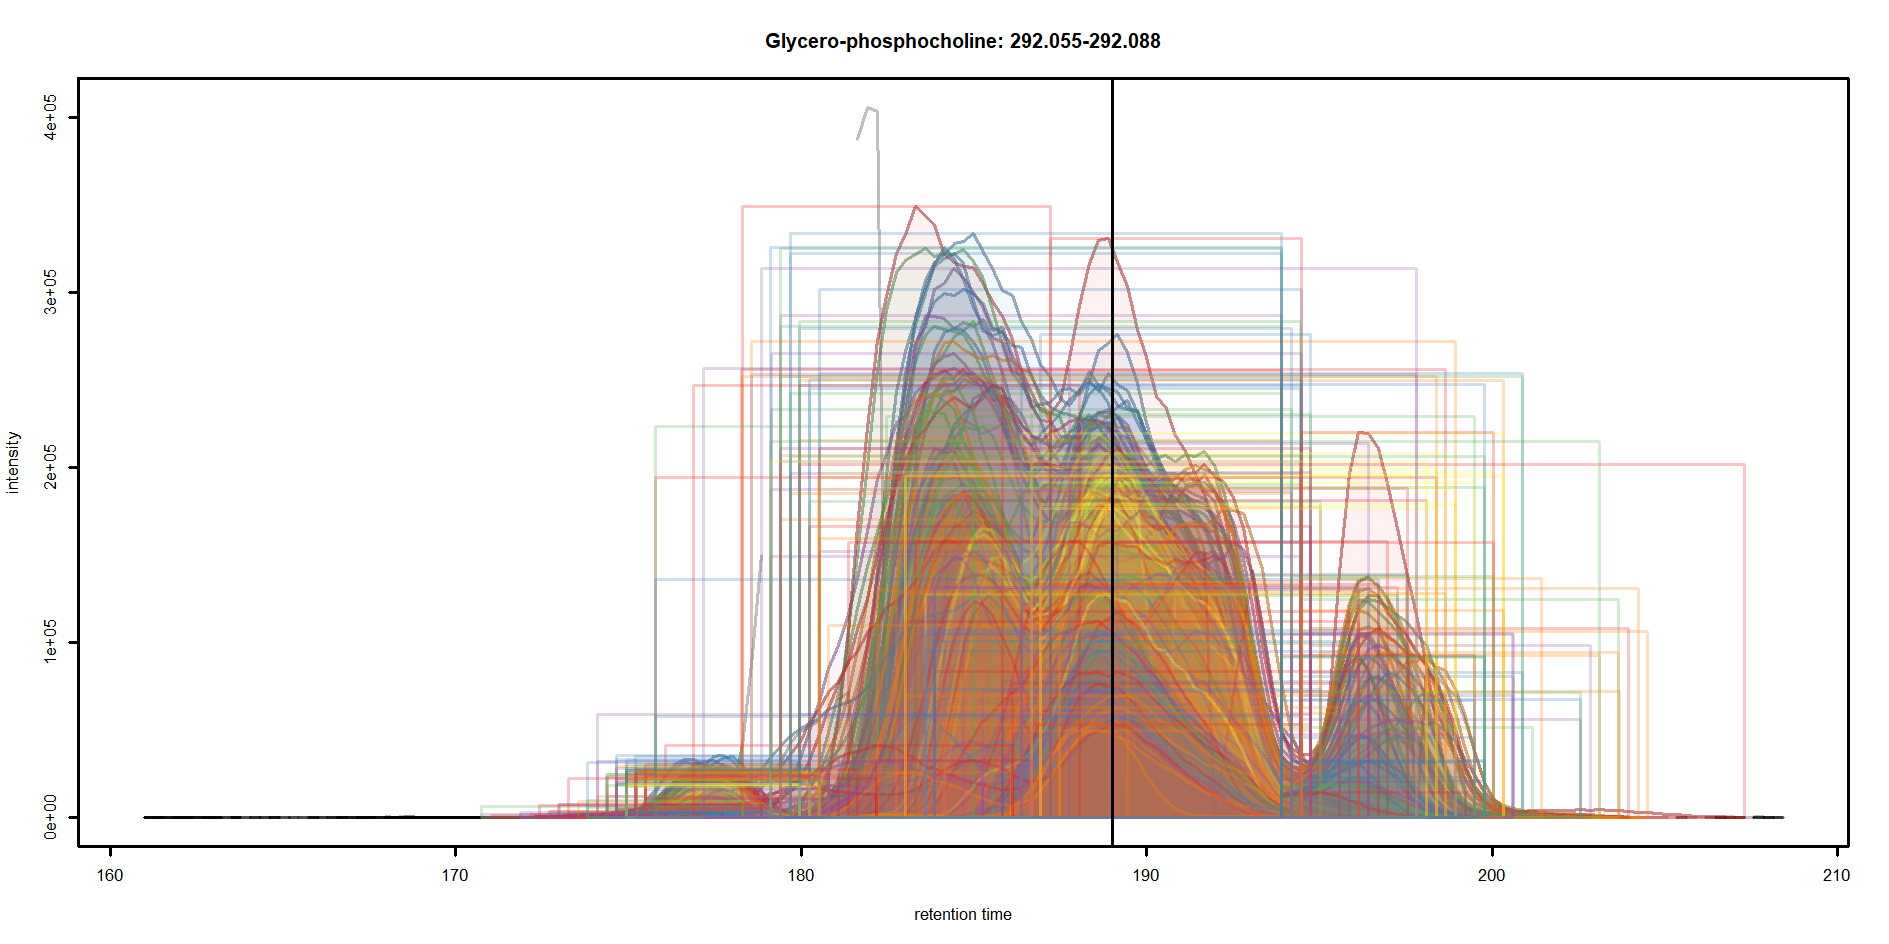 Glycero-phosphocholine: 292.055-292.088
4e+05
3e+05
2e+05
1e+05
0e+00
intensity
160
170
180
190
200
210
retention time